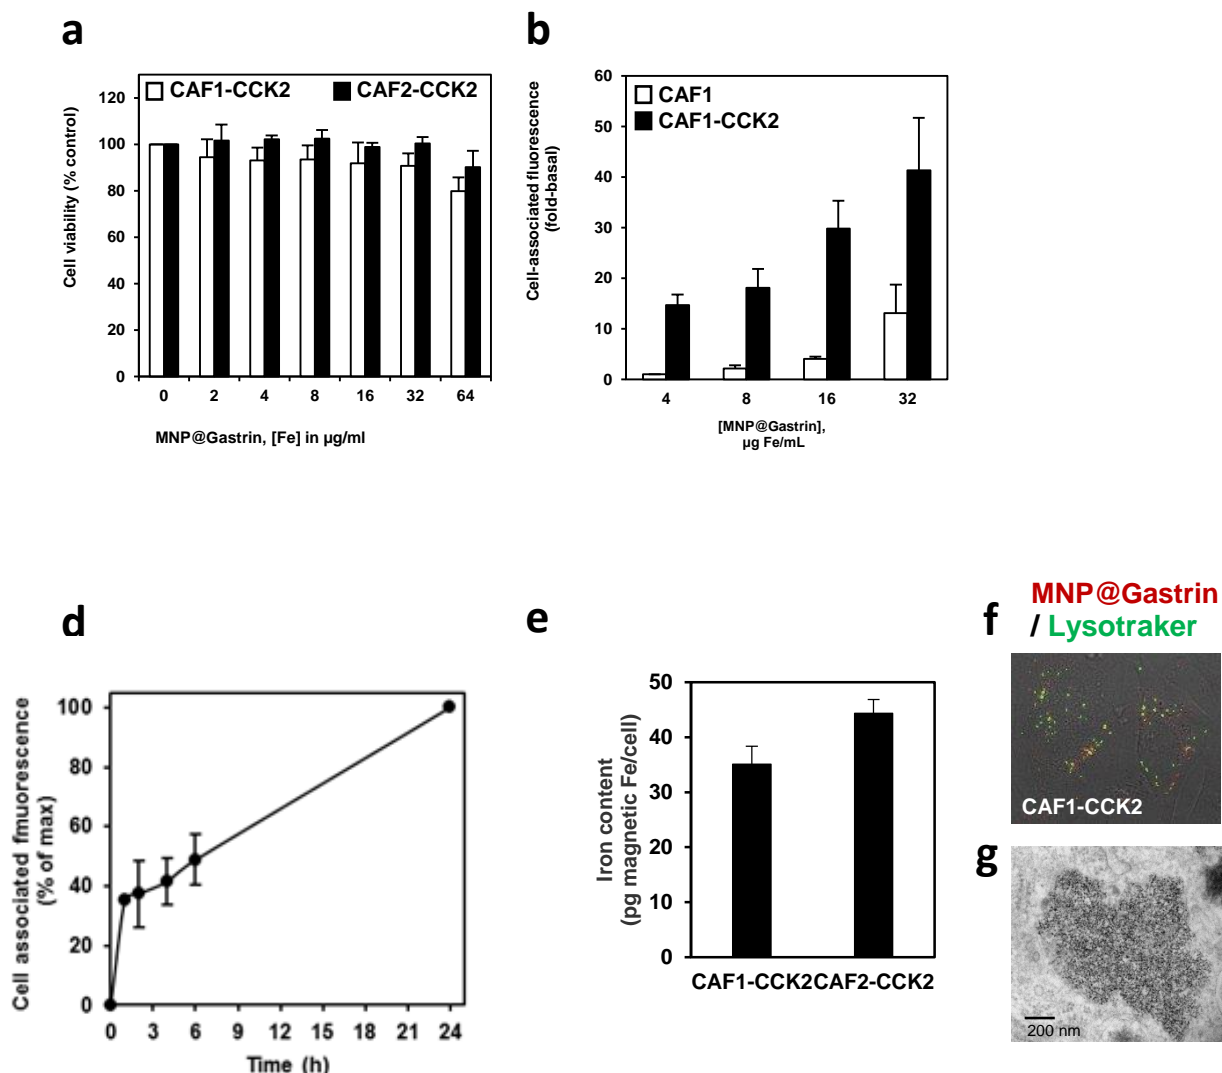 a
CAF1-CCK2 CAF2-CCK2
Cell viability (% control)
120
100
80
60
40
20
0
0 2 4 8 16 32 64
MNP@Gastrin, [Fe] in µg/ml
b
CAF1
CAF1-CCK2
Cell-associated fluorescence
(fold-basal)
60
50
40
30
20
10
0
4 8 16 32
[MNP@Gastrin],
µg Fe/mL
d
Cell associated fmuorescence
(% of max)
100
80
60
40
20
0
0 3 6 9 12 15 18 21 24
Time (h)
e
Iron content
(pg magnetic Fe/cell)
50
40
30
20
10
0
CAF1-CCK2 CAF2-CCK2
f
MNP@Gastrin
/ Lysotraker
CAF1-CCK2
g
200 nm